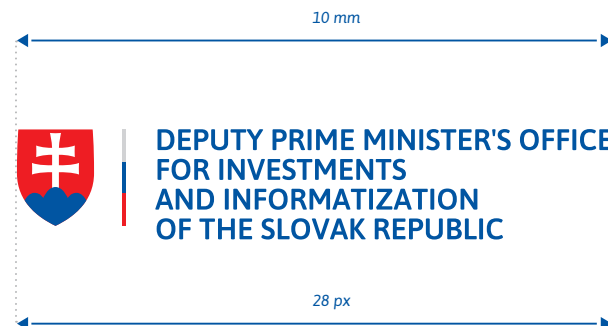 10 mm
DEPUTY PRIME MINISTER'S OFFICE
FOR INVESTMENTS
AND INFORMATIZATION
OF THE SLOVAK REPUBLIC
28 px